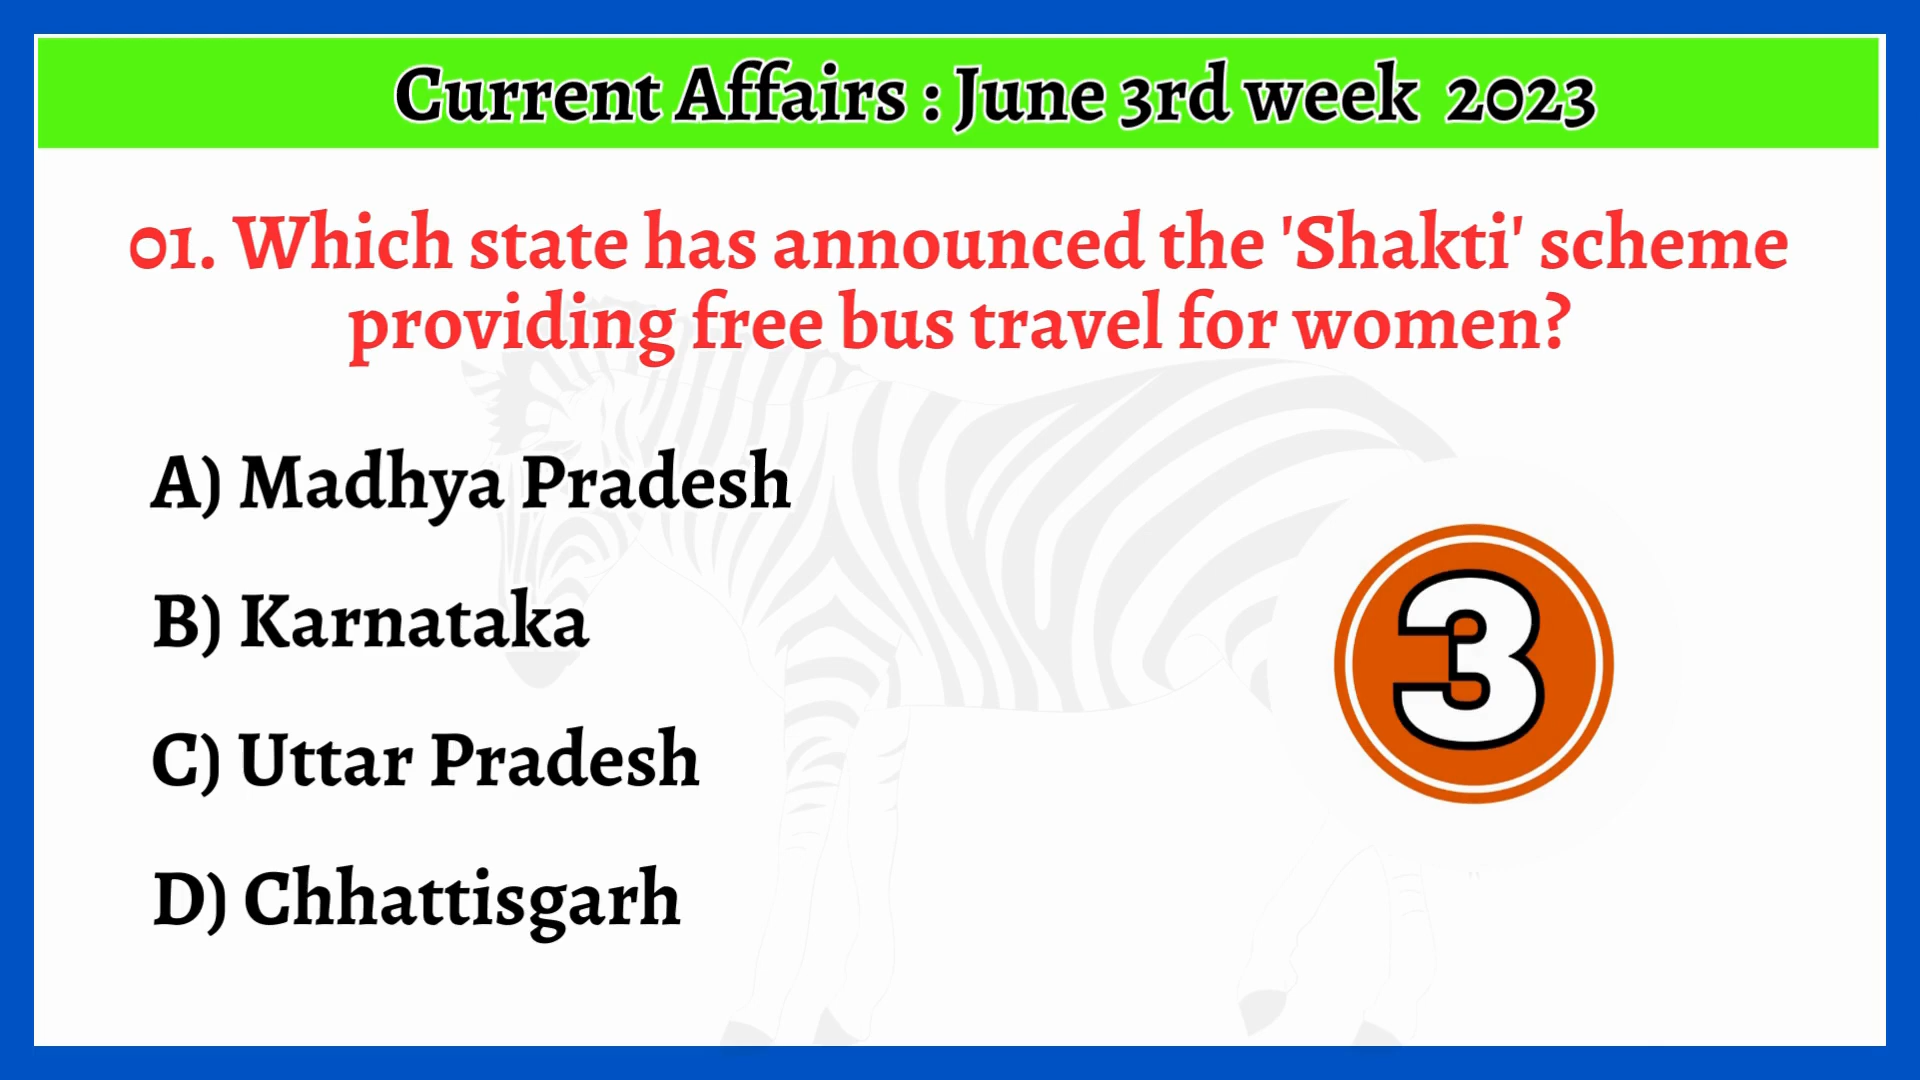 Current Affairs : June 3rd week 2023
01. Which state has announced the 'Shakti' scheme
providing free bus travel for women?
A) Madhya Pradesh
B) Karnataka
3
C) Uttar Pradesh
D) Chhattisgarh